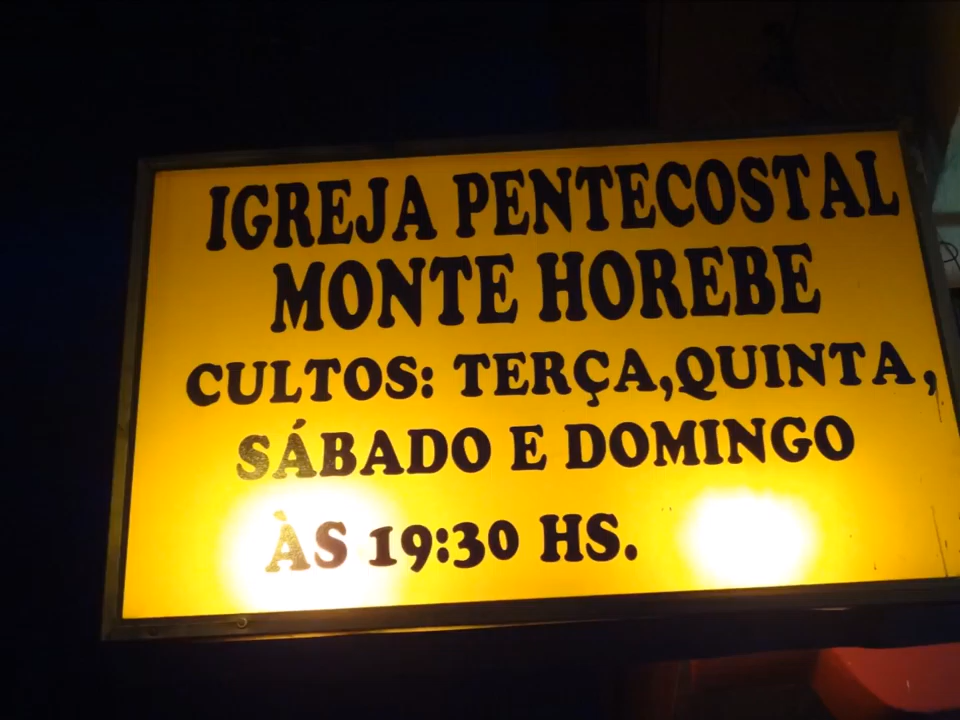 IGREJA PENTECOSTAL
MONTE HOREBE
CULTOS: TERÇA,QUINTA,
SÁBADO E DOMINGO
ÀS 19:30 HS.